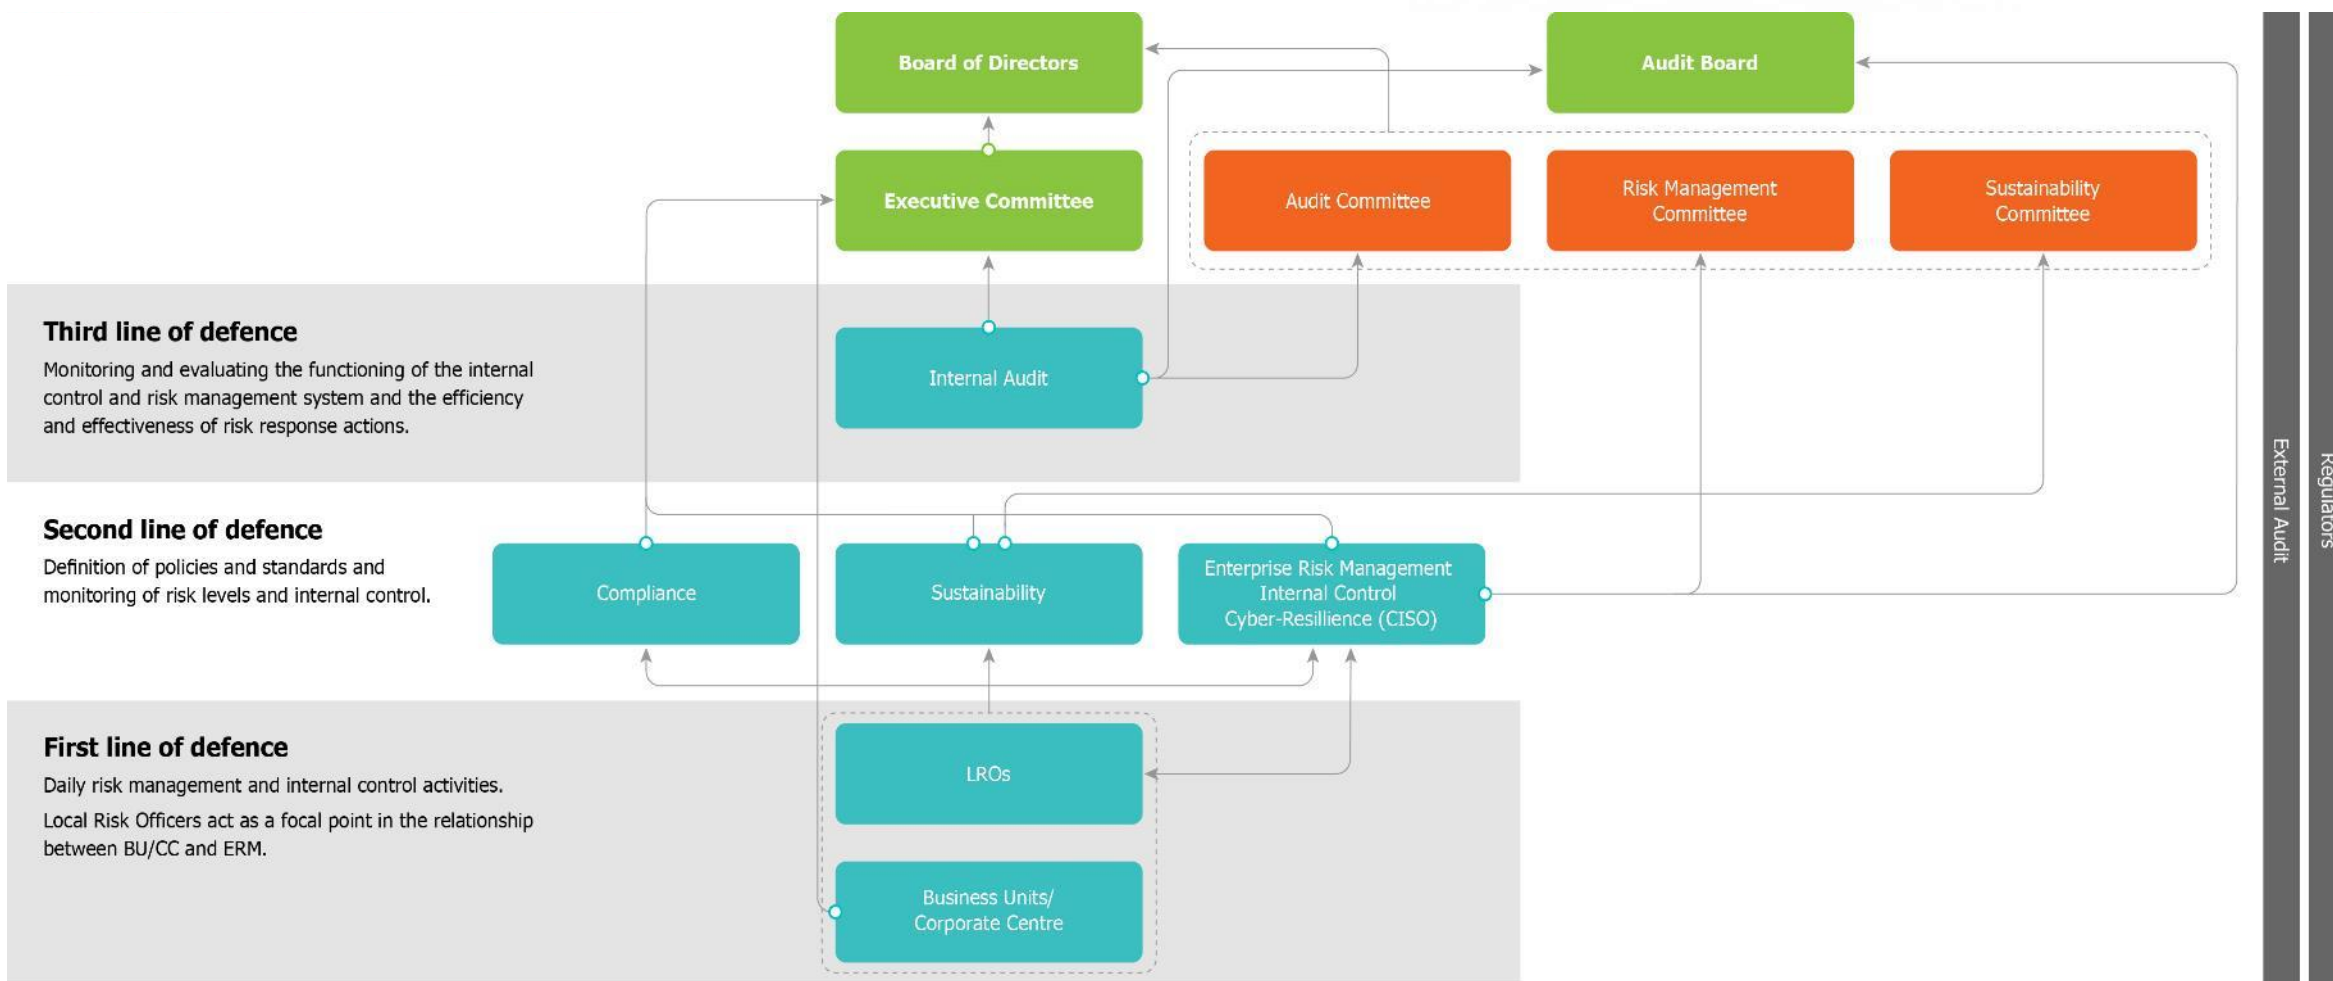 Board of Directors
Audit Board
Executive Committee
Audit Committee
Risk Management
Committee
Sustainability
Committee
Third line of defence
Monitoring and evaluating the functioning of the internal
control and risk management system and the efficiency
and effectiveness of risk response actions.
Internal Audit
Second line of defence
Definition of policies and standards and
monitoring of risk levels and internal control.
Compliance
Sustainability
Enterprise Risk Management
Internal Control
Cyber-Resillience (CISO)
First line of defence
Daily risk management and internal control activities.
Local Risk Officers act as a focal point in the relationship
between BU/CC and ERM.
LROs
Business Units/
Corporate Centre
External Audit
Regulators